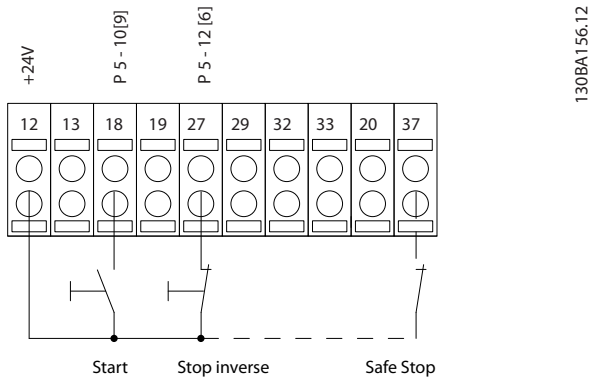 +24V
P 5 - 10[9]
P 5 - 12 [6]
130BA156.12
12 13 18 19 27 29 32 33 20 37
Start Stop inverse Safe Stop